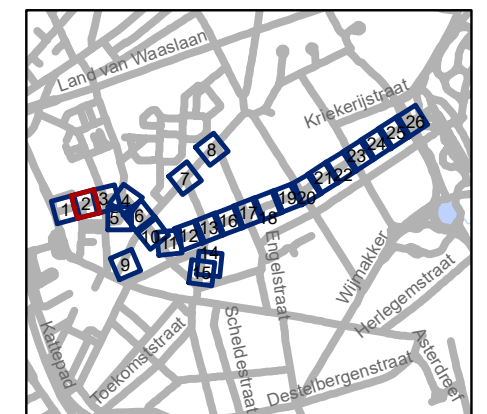 Land van Waaslaan
Kriekerijstraat
8
7
1
2
3
4
5
6
9
10
11
12
13
14
15
16
17
18
19
20
21
22
23
24
25
26
Engelstraat
Wijmakker
Herlegemstraat
Kattepad
Toekomststraat
Scheldestraat
Destelbergenstraat
Asterdreef